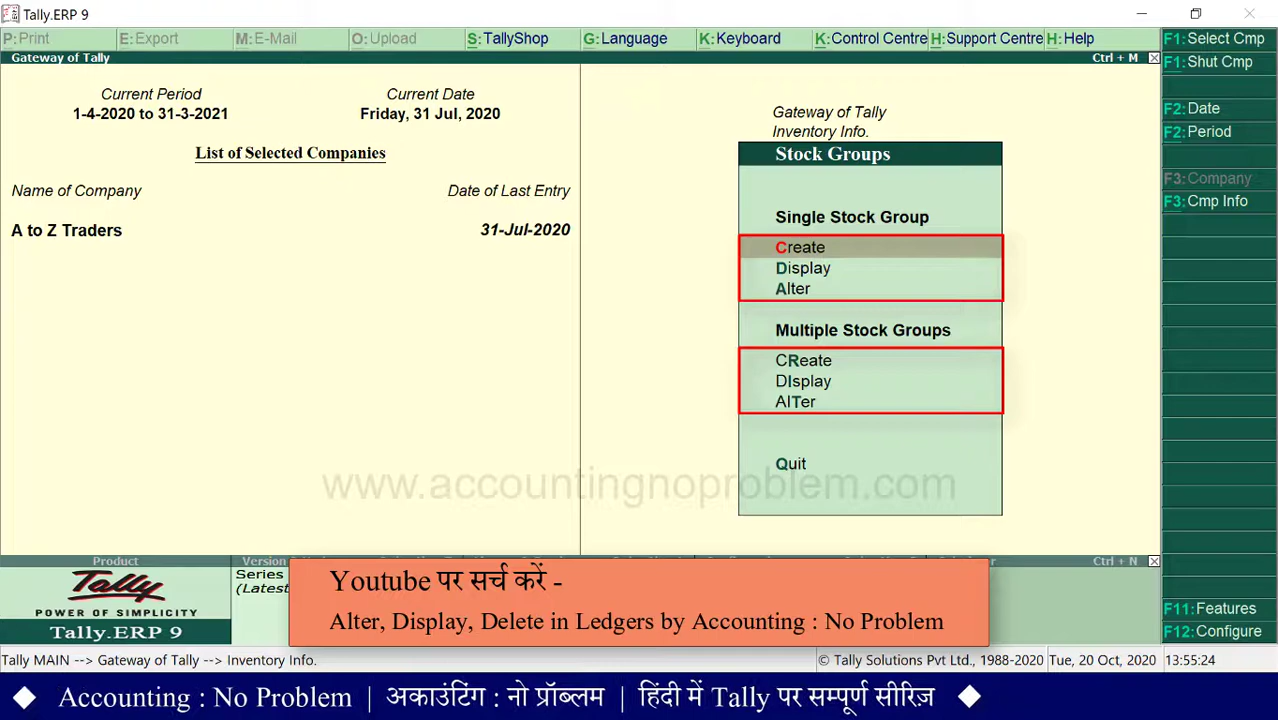 Tally.ERP 9
P: Print E: Export M: E-Mail O: Upload S: TallyShop G: Language K: Keyboard K: Control Centre H: Support Centre H: Help
Gateway of Tally Ctrl + M
Current Period Current Date
1-4-2020 to 31-3-2021 Friday, 31 Jul, 2020
List of Selected Companies
Name of Company Date of Last Entry
A to Z Traders 31-Jul-2020
Gateway of Tally
Inventory Info.
Stock Groups
Single Stock Group
Create
Display
Alter
Multiple Stock Groups
CReate
DIsplay
AlTer
Quit
F1: Select Cmp
F1: Shut Cmp
F2: Date
F2: Period
F3: Company
F3: Cmp Info
F11: Features
F12: Configure
www.accountingnoproblem.com
Product Version Ctrl + N
Series
(Latest
Tally
POWER OF SIMPLICITY
Tally.ERP 9
Youtube पर सर्च करें -
Alter, Display, Delete in Ledgers by Accounting : No Problem
Tally MAIN --> Gateway of Tally --> Inventory Info. © Tally Solutions Pvt Ltd., 1988-2020 Tue, 20 Oct, 2020 13:55:24
Accounting : No Problem | अकाउंटिंग : नो प्रॉब्लम | हिंदी में Tally पर सम्पूर्ण सीरिज़